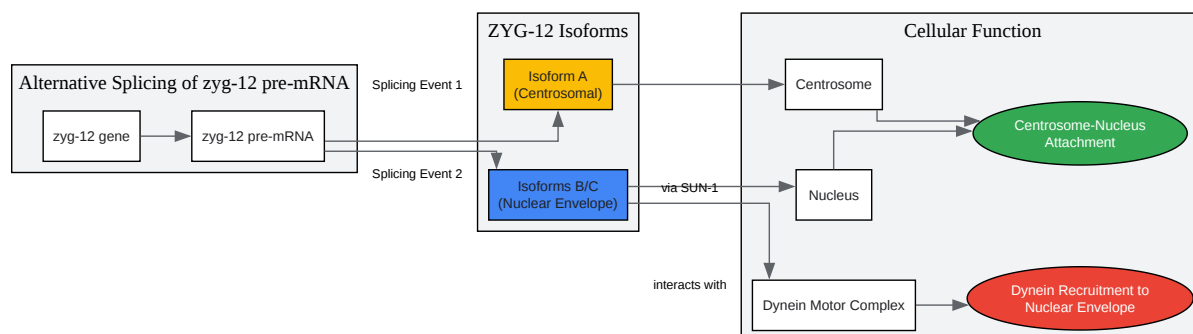 Alternative Splicing of zyg-12 pre-mRNA
zyg-12 gene
zyg-12 pre-mRNA
Splicing Event 1
Splicing Event 2
ZYG-12 Isoforms
Isoform A
(Centrosomal)
Isoforms B/C
(Nuclear Envelope)
via SUN-1
interacts with
Cellular Function
Centrosome
Nucleus
Centrosome-Nucleus
Attachment
Dynein Motor Complex
Dynein Recruitment to
Nuclear Envelope